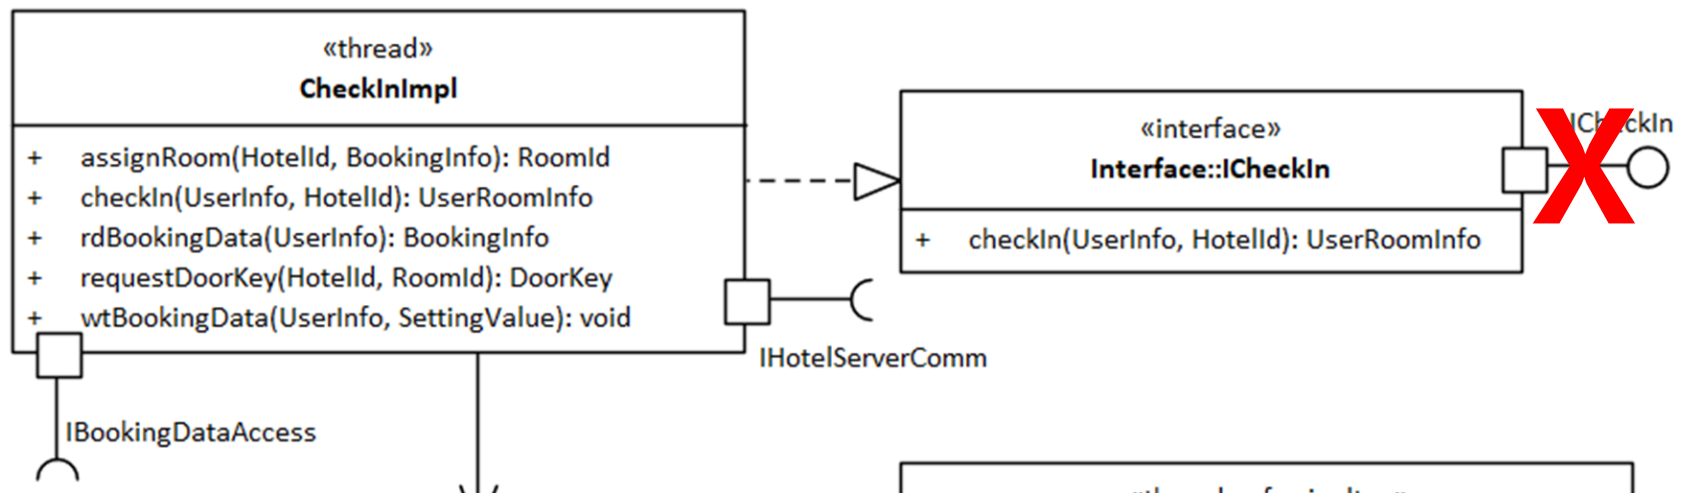 «thread»
CheckInImpl
+ assignRoom(HotelId, BookingInfo): RoomId
+ checkIn(UserInfo, HotelId): UserRoomInfo
+ rdBookingData(UserInfo): BookingInfo
+ requestDoorKey(HotelId, RoomId): DoorKey
+ wtBookingData(UserInfo, SettingValue): void
IBookingDataAccess
IHotelServerComm
«interface»
Interface::ICheckIn
+ checkIn(UserInfo, HotelId): UserRoomInfo
ICheckIn
X